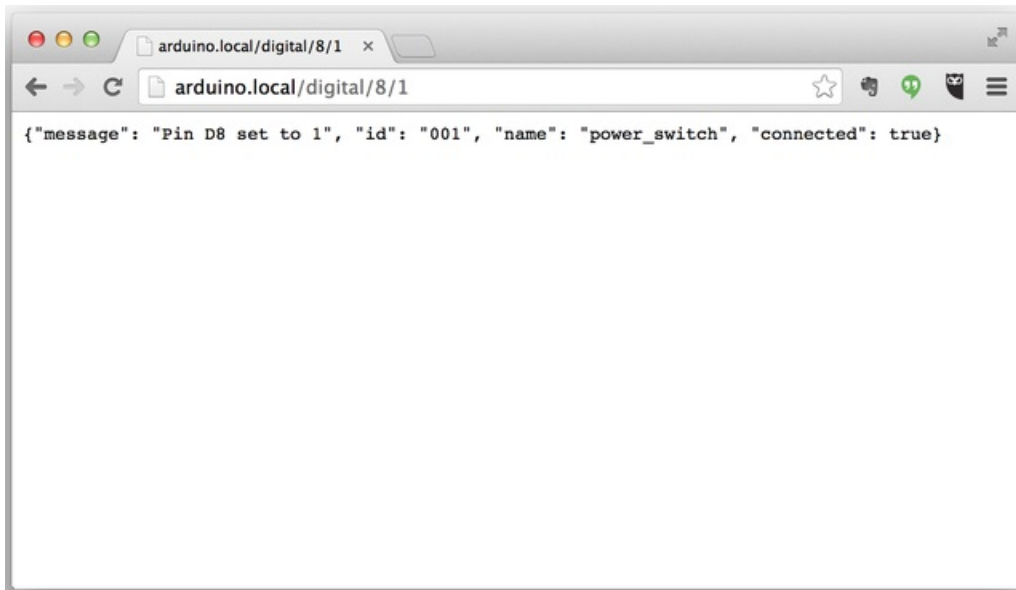 arduino.local/digital/8/1
arduino.local/digital/8/1
{"message": "Pin D8 set to 1", "id": "001", "name": "power_switch", "connected": true}